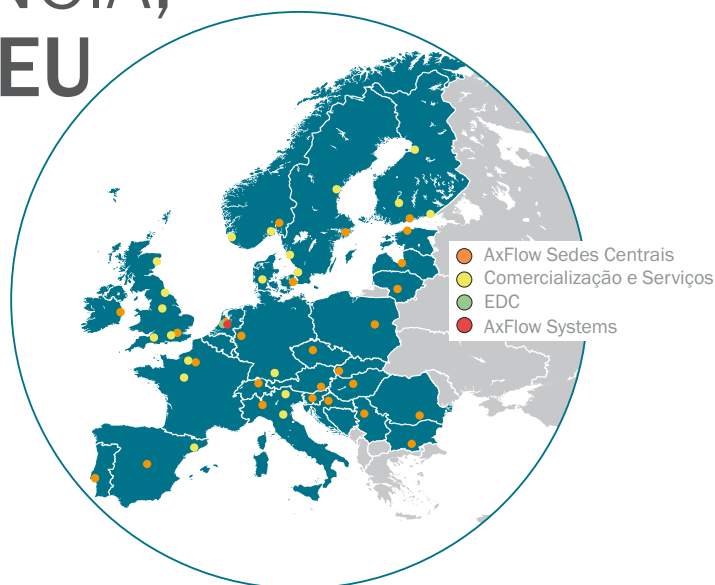 EU
AxFlow Sedes Centrais
Comercialização e Serviços
EDC
AxFlow Systems